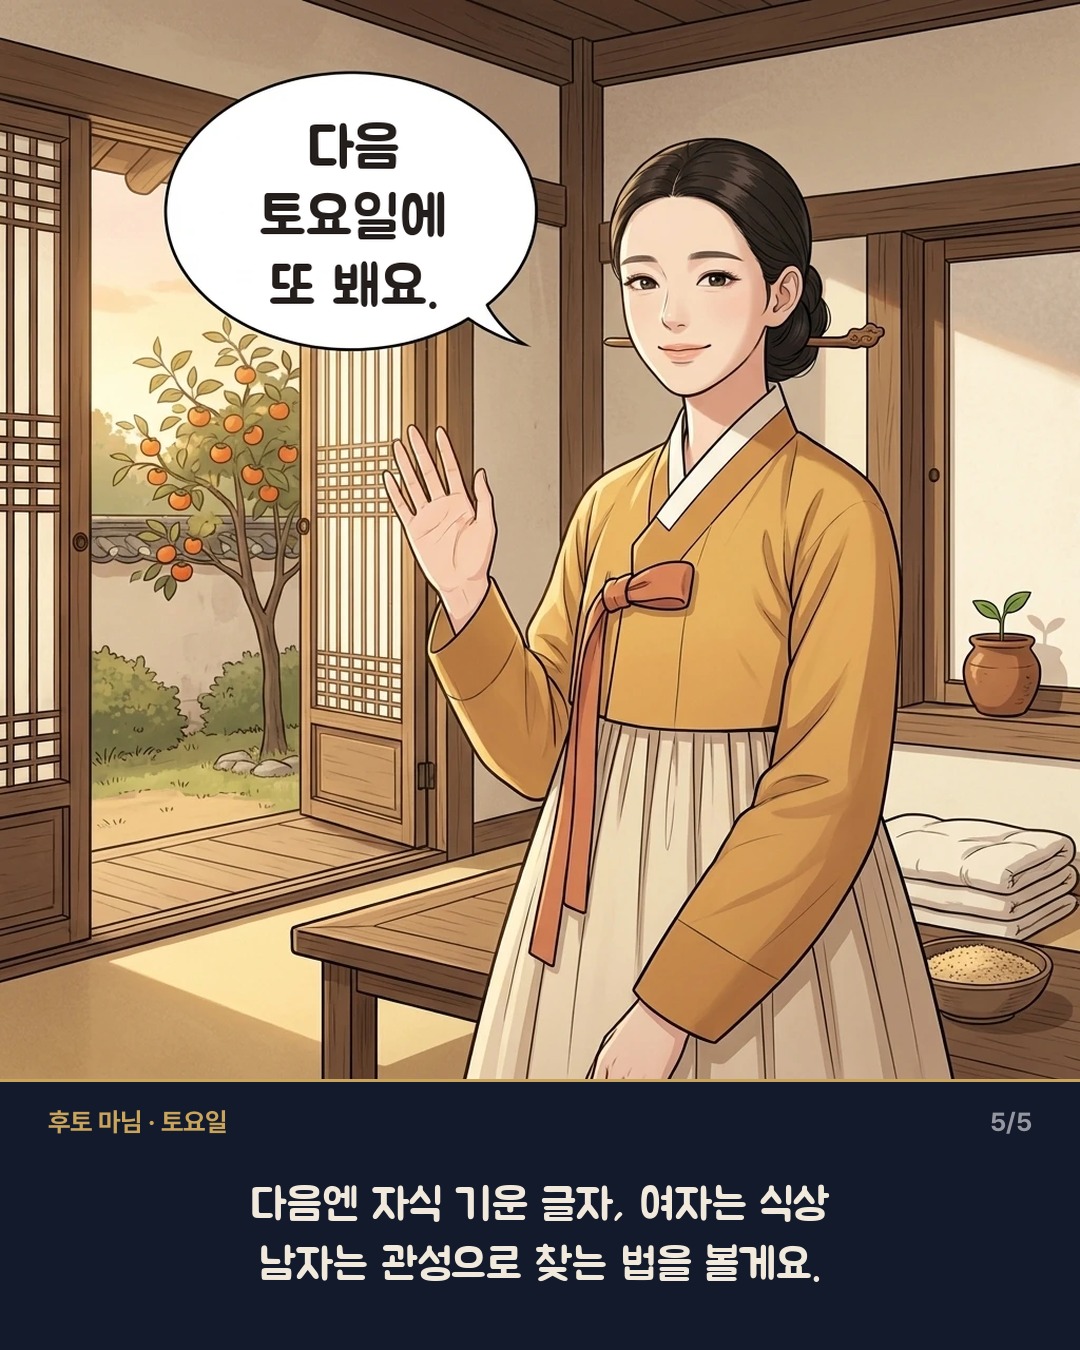 다음
토요일에
또 봬요.
후토 마님 · 토요일
5/5
다음엔 자식 기운 글자, 여자는 식상
남자는 관성으로 찾는 법을 볼게요.